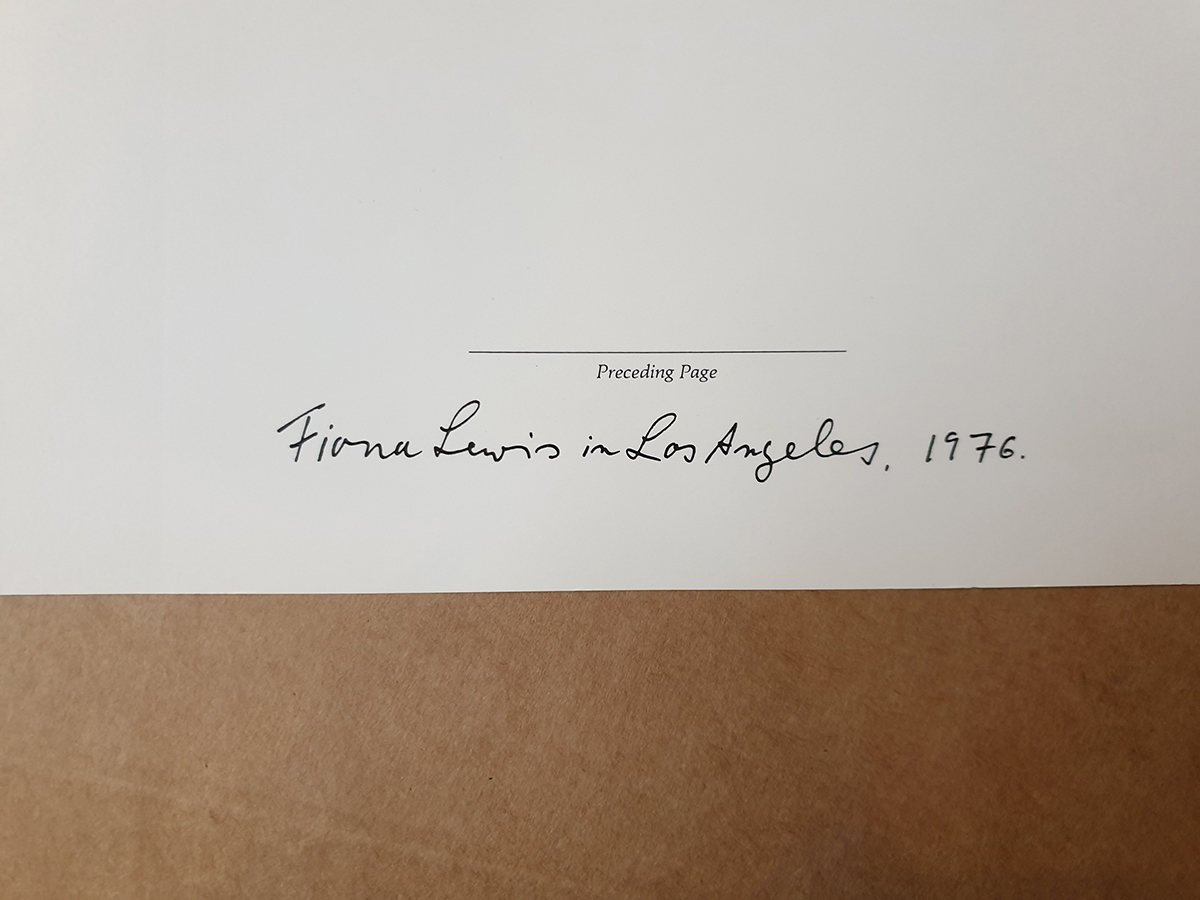 Preceding Page
Fiona Lewis in Los Angeles, 1976.